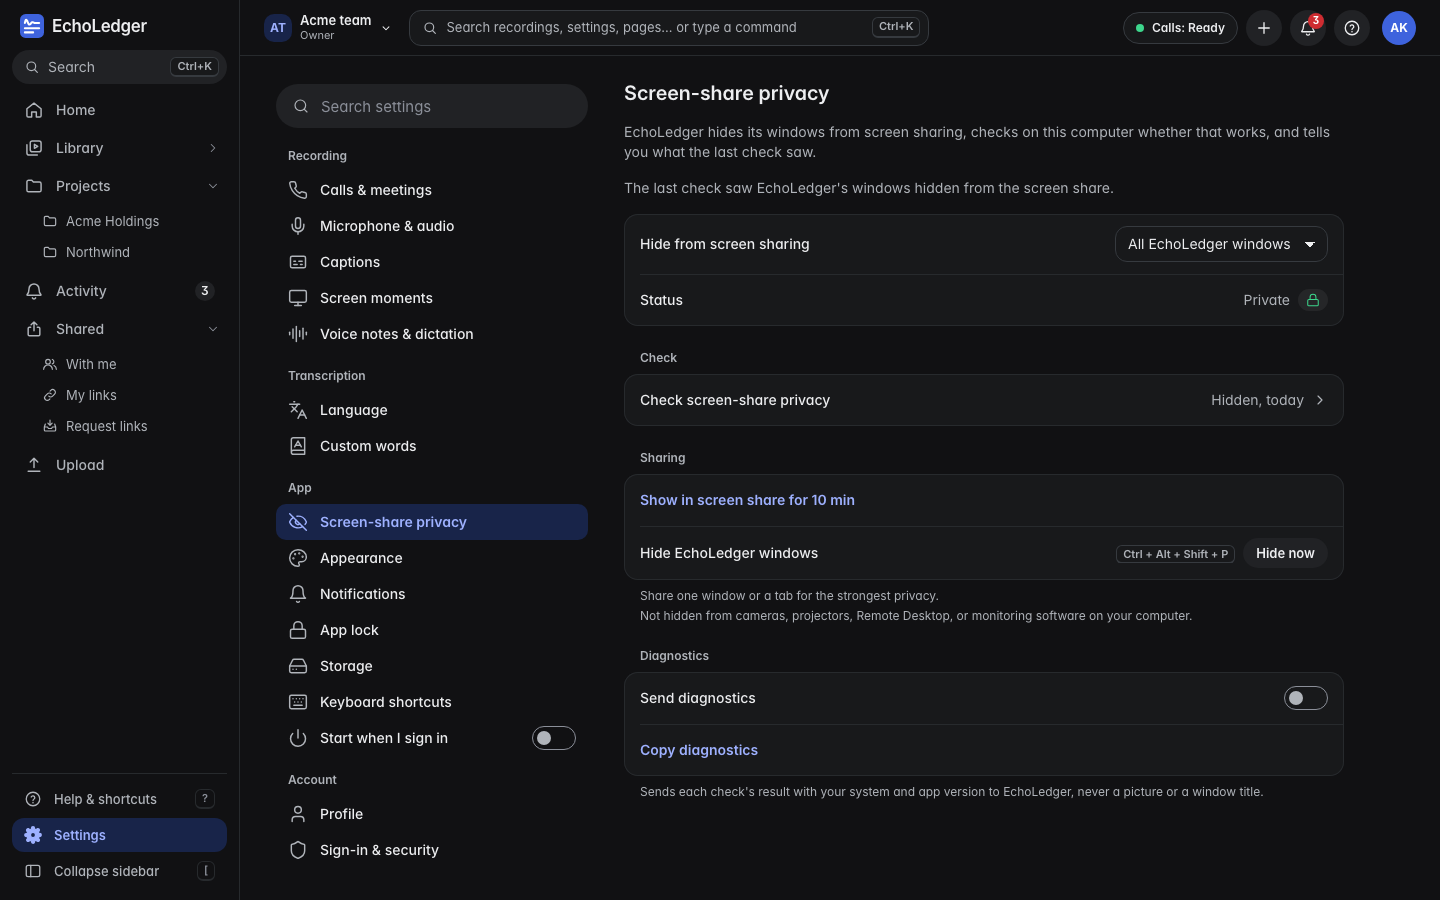 EchoLedger
Search Ctrl+K
Home
Library
Projects
Acme Holdings
Northwind
Activity 3
Shared
With me
My links
Request links
Upload
Help & shortcuts ?
Settings
Collapse sidebar [
AT Acme team
Owner
Search recordings, settings, pages... or type a command Ctrl+K
Calls: Ready
3
AK
Search settings
Recording
Calls & meetings
Microphone & audio
Captions
Screen moments
Voice notes & dictation
Transcription
Language
Custom words
App
Screen-share privacy
Appearance
Notifications
App lock
Storage
Keyboard shortcuts
Start when I sign in
Account
Profile
Sign-in & security
Screen-share privacy
EchoLedger hides its windows from screen sharing, checks on this computer whether that works, and tells
you what the last check saw.
The last check saw EchoLedger's windows hidden from the screen share.
Hide from screen sharing All EchoLedger windows
Status Private
Check
Check screen-share privacy Hidden, today
Sharing
Show in screen share for 10 min
Hide EchoLedger windows Ctrl + Alt + Shift + P Hide now
Share one window or a tab for the strongest privacy.
Not hidden from cameras, projectors, Remote Desktop, or monitoring software on your computer.
Diagnostics
Send diagnostics
Copy diagnostics
Sends each check's result with your system and app version to EchoLedger, never a picture or a window title.